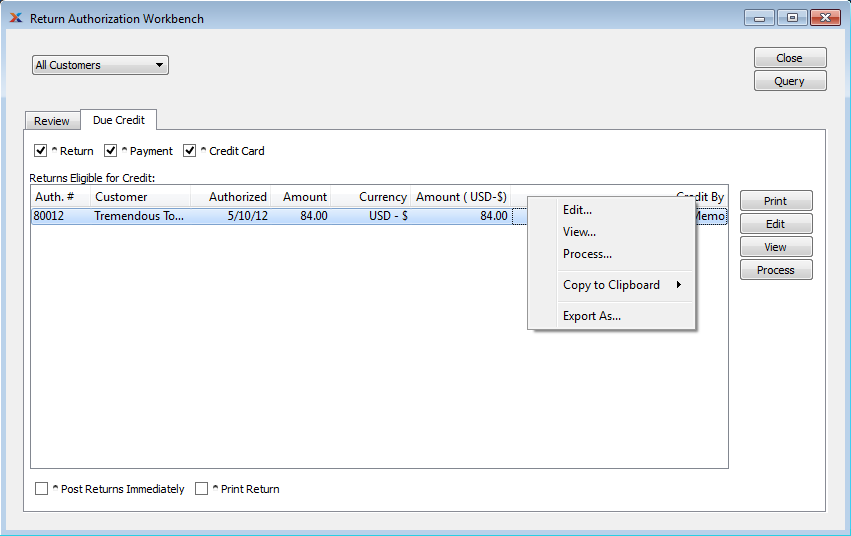 Return Authorization Workbench
All Customers
Close
Query
Review Due Credit
^ Return ^ Payment ^ Credit Card
Returns Eligible for Credit:
Auth. # Customer Authorized Amount Currency Amount ( USD-$) Credit By
80012 Tremendous To... 5/10/12 84.00 USD - $ 84.00 Memo
Print
Edit
View
Process
Edit...
View...
Process...
Copy to Clipboard
Export As...
^ Post Returns Immediately ^ Print Return